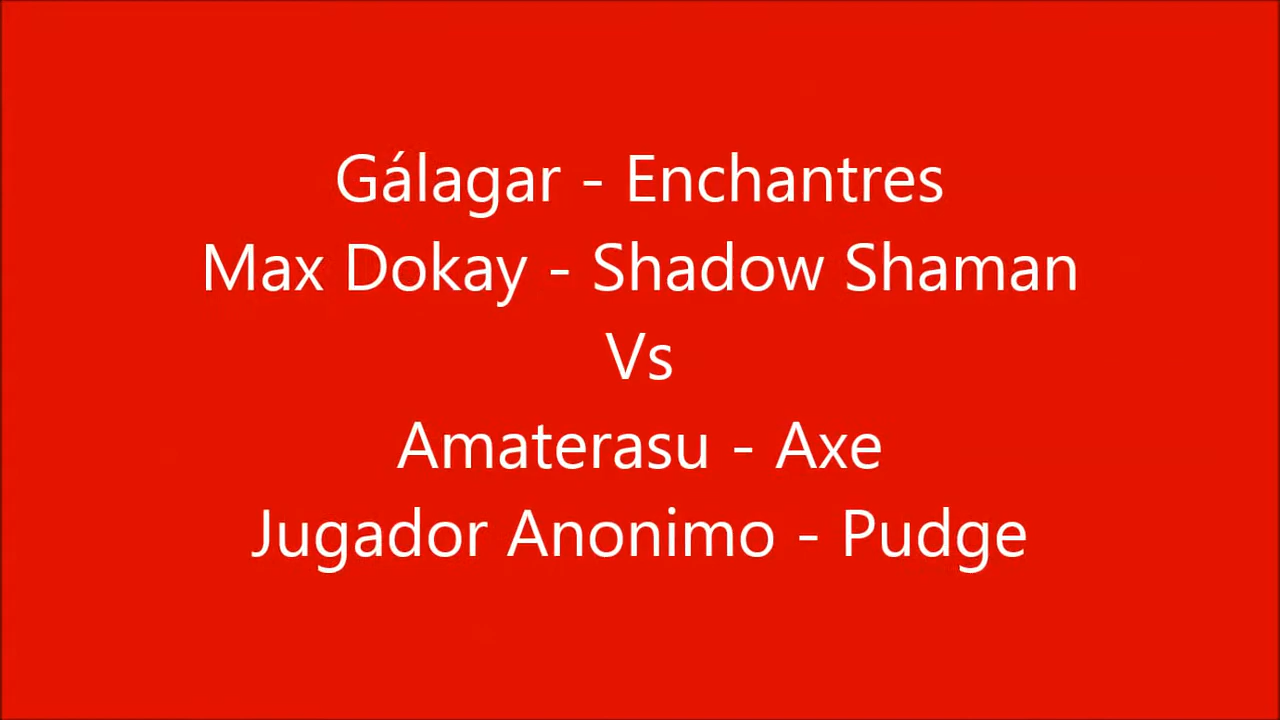 Gálagar - Enchantres
Max Dokay - Shadow Shaman
Vs
Amaterasu - Axe
Jugador Anonimo - Pudge